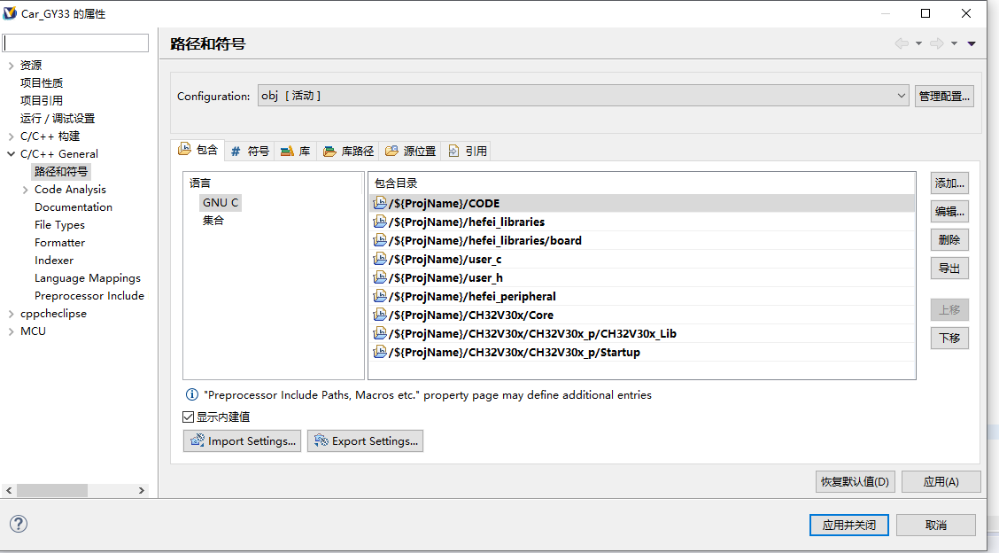 Car_GY33 的属性
路径和符号
资源
项目性质
项目引用
运行 / 调试设置
C/C++ 构建
C/C++ General
路径和符号
Code Analysis
Documentation
File Types
Formatter
Indexer
Language Mappings
Preprocessor Include
cppcheclipse
MCU
Configuration: obj [ 活动 ] 管理配置...
包含 # 符号 库 库路径 源位置 引用
语言
GNU C
集合
包含目录
/${ProjName}/CODE
/${ProjName}/hefei_libraries
/${ProjName}/hefei_libraries/board
/${ProjName}/user_c
/${ProjName}/user_h
/${ProjName}/hefei_peripheral
/${ProjName}/CH32V30x/Core
/${ProjName}/CH32V30x/CH32V30x_p/CH32V30x_Lib
/${ProjName}/CH32V30x/CH32V30x_p/Startup
添加...
编辑...
删除
导出
上移
下移
"Preprocessor Include Paths, Macros etc." property page may define additional entries
显示内建值
Import Settings... Export Settings...
恢复默认值(D) 应用(A)
? 应用并关闭 取消